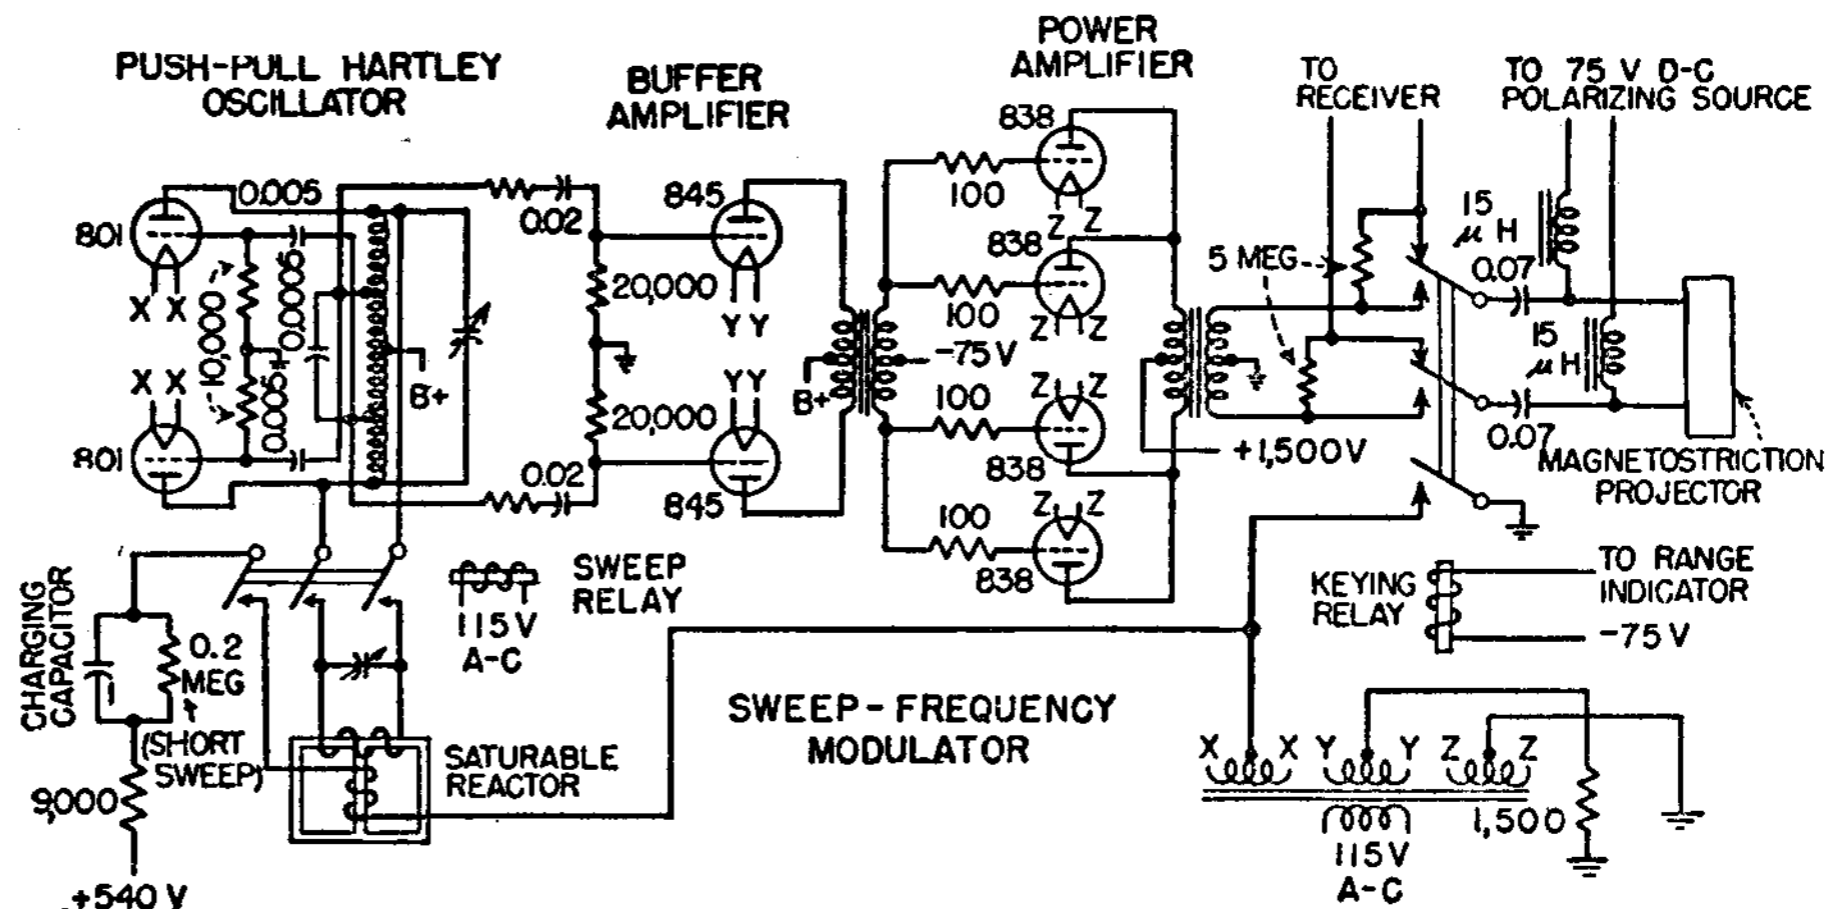 PUSH-PULL HARTLEY
OSCILLATOR
BUFFER
AMPLIFIER
POWER
AMPLIFIER
TO
RECEIVER
TO 75 V D-C
POLARIZING SOURCE
801
X X
X X
801
10,000
0.005
0.0005
0.005
B+
0.02
20,000
20,000
0.02
845
Y Y
Y Y
845
B+
-75 V
838
100
Z Z
838
100
Z Z
100
Z Z
838
100
Z Z
838
+1,500V
5 MEG
15
μ H
0.07
15
μ H
0.07
MAGNETOSTRICTION
PROJECTOR
CHARGING
CAPACITOR
1
0.2
MEG
(SHORT
SWEEP)
9,000
+540 V
115V
A-C
SWEEP
RELAY
SATURABLE
REACTOR
SWEEP-FREQUENCY
MODULATOR
KEYING
RELAY
TO RANGE
INDICATOR
-75 V
X X Y Y Z Z
115V
A-C
1,500